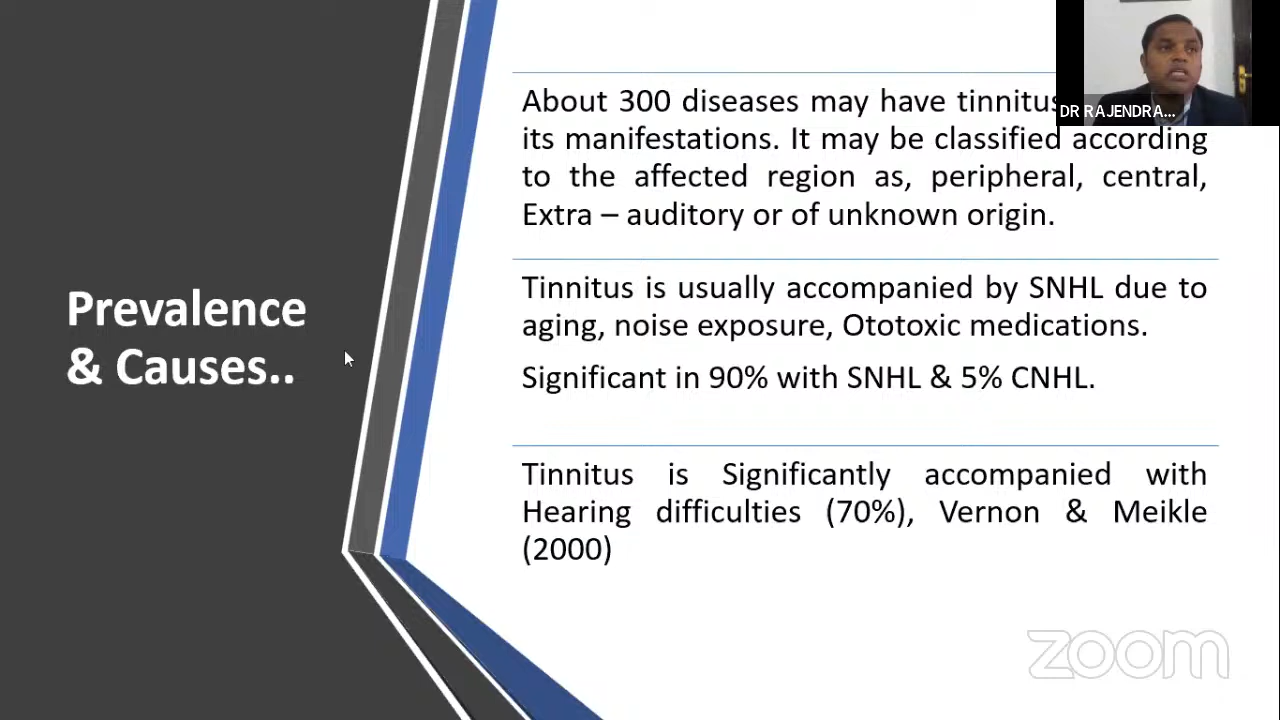 About 300 diseases may have tinnitus
DR RAJENDRA...
its manifestations. It may be classified according
to the affected region as, peripheral, central,
Extra – auditory or of unknown origin.
Prevalence
& Causes..
Tinnitus is usually accompanied by SNHL due to
aging, noise exposure, Ototoxic medications.
Significant in 90% with SNHL & 5% CNHL.
Tinnitus is Significantly accompanied with
Hearing difficulties (70%), Vernon & Meikle
(2000)
zoom